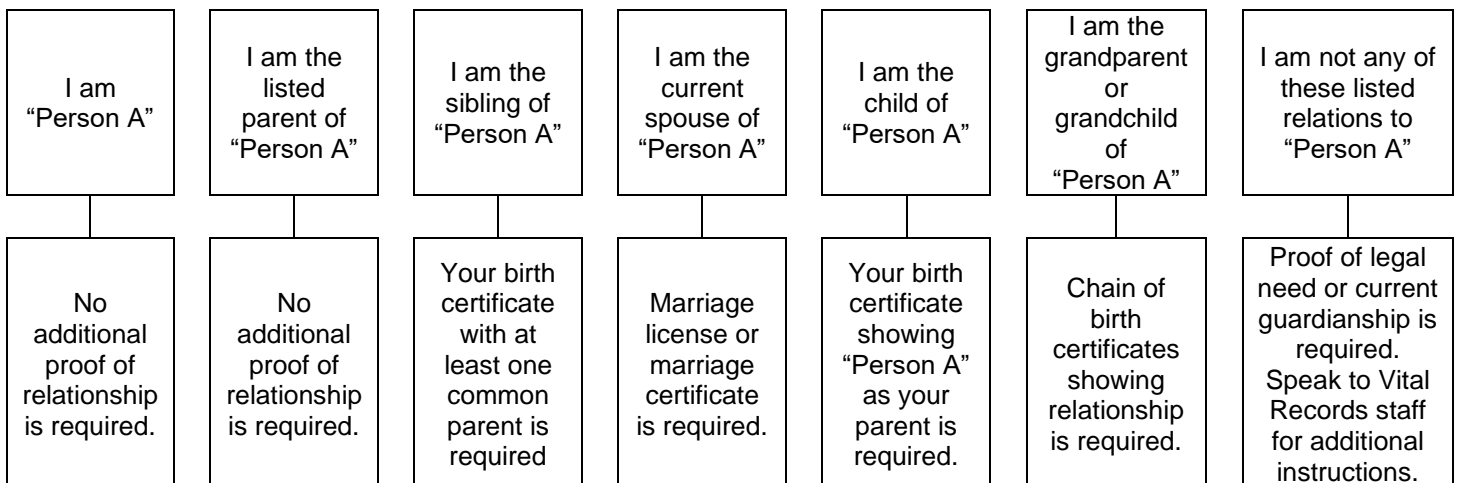 I am
“Person A”
I am the
listed
parent of
“Person A”
I am the
sibling of
“Person A”
I am the
current
spouse of
“Person A”
I am the
child of
“Person A”
I am the
grandparent
or
grandchild
of
“Person A”
I am not any of
these listed
relations to
“Person A”
No
additional
proof of
relationship
is required.
No
additional
proof of
relationship
is required.
Your birth
certificate
with at
least one
common
parent is
required
Marriage
license or
marriage
certificate
is required.
Your birth
certificate
showing
“Person A”
as your
parent is
required.
Chain of
birth
certificates
showing
relationship
is required.
Proof of legal
need or current
guardianship is
required.
Speak to Vital
Records staff
for additional
instructions.